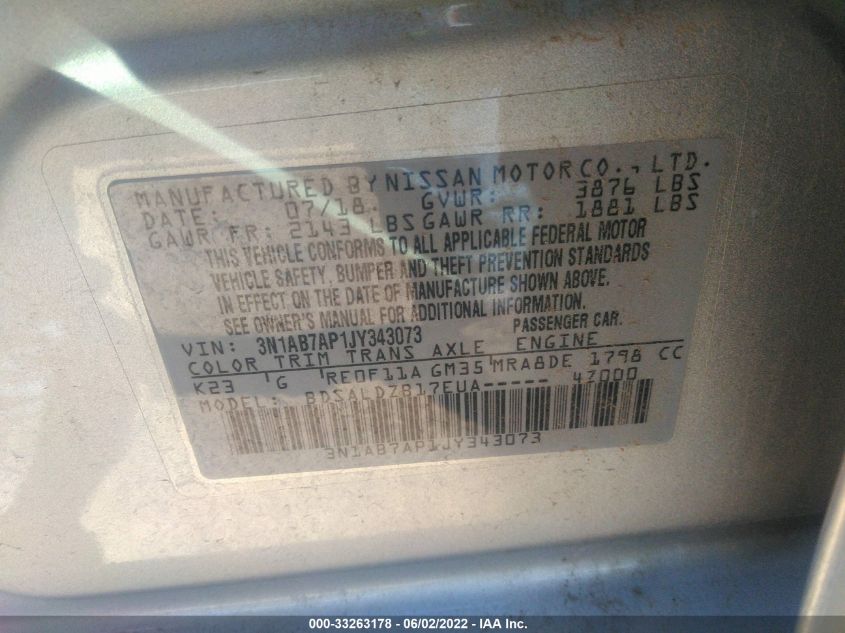 MANUFACTURED BY NISSAN MOTOR CO., LTD.
DATE: 07/18 GVWR: 3876 LBS
GAWR FR: 2143 LBS GAWR RR: 1881 LBS
THIS VEHICLE CONFORMS TO ALL APPLICABLE FEDERAL MOTOR
VEHICLE SAFETY, BUMPER AND THEFT PREVENTION STANDARDS
IN EFFECT ON THE DATE OF MANUFACTURE SHOWN ABOVE.
SEE OWNER'S MANUAL FOR ADDITIONAL INFORMATION.
VIN: 3N1AB7AP1JY343073 PASSENGER CAR.
COLOR TRIM TRANS AXLE ENGINE
K23 G RE0F11A GM35 MRA8DE 1798 CC
MODEL: BDSALDZB17EUA----- 47000
3N1AB7AP1JY343073
000-33263178 - 06/02/2022 - IAA Inc.